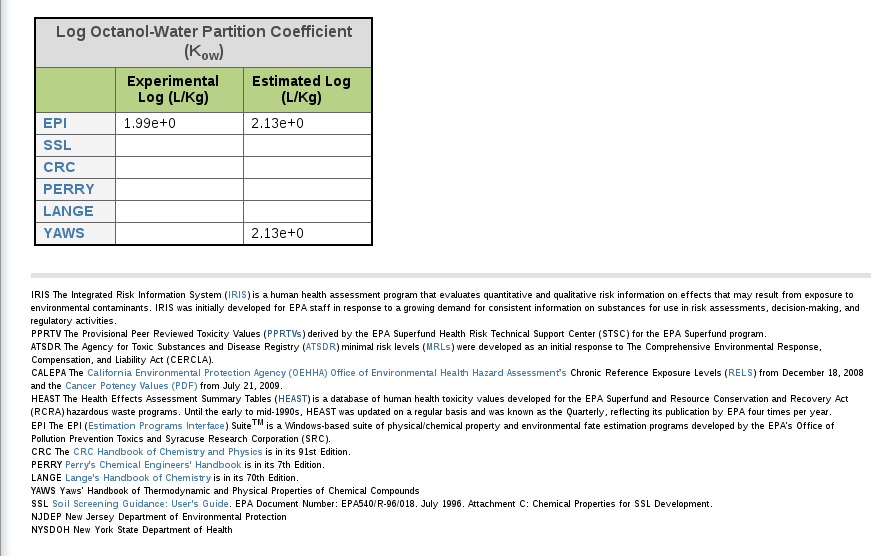 Log Octanol-Water Partition Coefficient
(Kow)
Experimental Log (L/Kg) Estimated Log (L/Kg)
EPI 1.99e+0 2.13e+0
SSL
CRC
PERRY
LANGE
YAWS 2.13e+0
IRIS The Integrated Risk Information System (IRIS) is a human health assessment program that evaluates quantitative and qualitative risk information on effects that may result from exposure to
environmental contaminants. IRIS was initially developed for EPA staff in response to a growing demand for consistent information on substances for use in risk assessments, decision-making, and
regulatory activities.
PPRTV The Provisional Peer Reviewed Toxicity Values (PPRTVs) derived by the EPA Superfund Health Risk Technical Support Center (STSC) for the EPA Superfund program.
ATSDR The Agency for Toxic Substances and Disease Registry (ATSDR) minimal risk levels (MRLs) were developed as an initial response to The Comprehensive Environmental Response,
Compensation, and Liability Act (CERCLA).
CALEPA The California Environmental Protection Agency (OEHHA) Office of Environmental Health Hazard Assessment's Chronic Reference Exposure Levels (RELS) from December 18, 2008
and the Cancer Potency Values (PDF) from July 21, 2009.
HEAST The Health Effects Assessment Summary Tables (HEAST) is a database of human health toxicity values developed for the EPA Superfund and Resource Conservation and Recovery Act
(RCRA) hazardous waste programs. Until the early to mid-1990s, HEAST was updated on a regular basis and was known as the Quarterly, reflecting its publication by EPA four times per year.
EPI The EPI (Estimation Programs Interface) Suite™ is a Windows-based suite of physical/chemical property and environmental fate estimation programs developed by the EPA's Office of
Pollution Prevention Toxics and Syracuse Research Corporation (SRC).
CRC The CRC Handbook of Chemistry and Physics is in its 91st Edition.
PERRY Perry's Chemical Engineers' Handbook is in its 7th Edition.
LANGE Lange's Handbook of Chemistry is in its 70th Edition.
YAWS Yaws' Handbook of Thermodynamic and Physical Properties of Chemical Compounds
SSL Soil Screening Guidance: User's Guide. EPA Document Number: EPA540/R-96/018. July 1996. Attachment C: Chemical Properties for SSL Development.
NJDEP New Jersey Department of Environmental Protection
NYSDOH New York State Department of Health